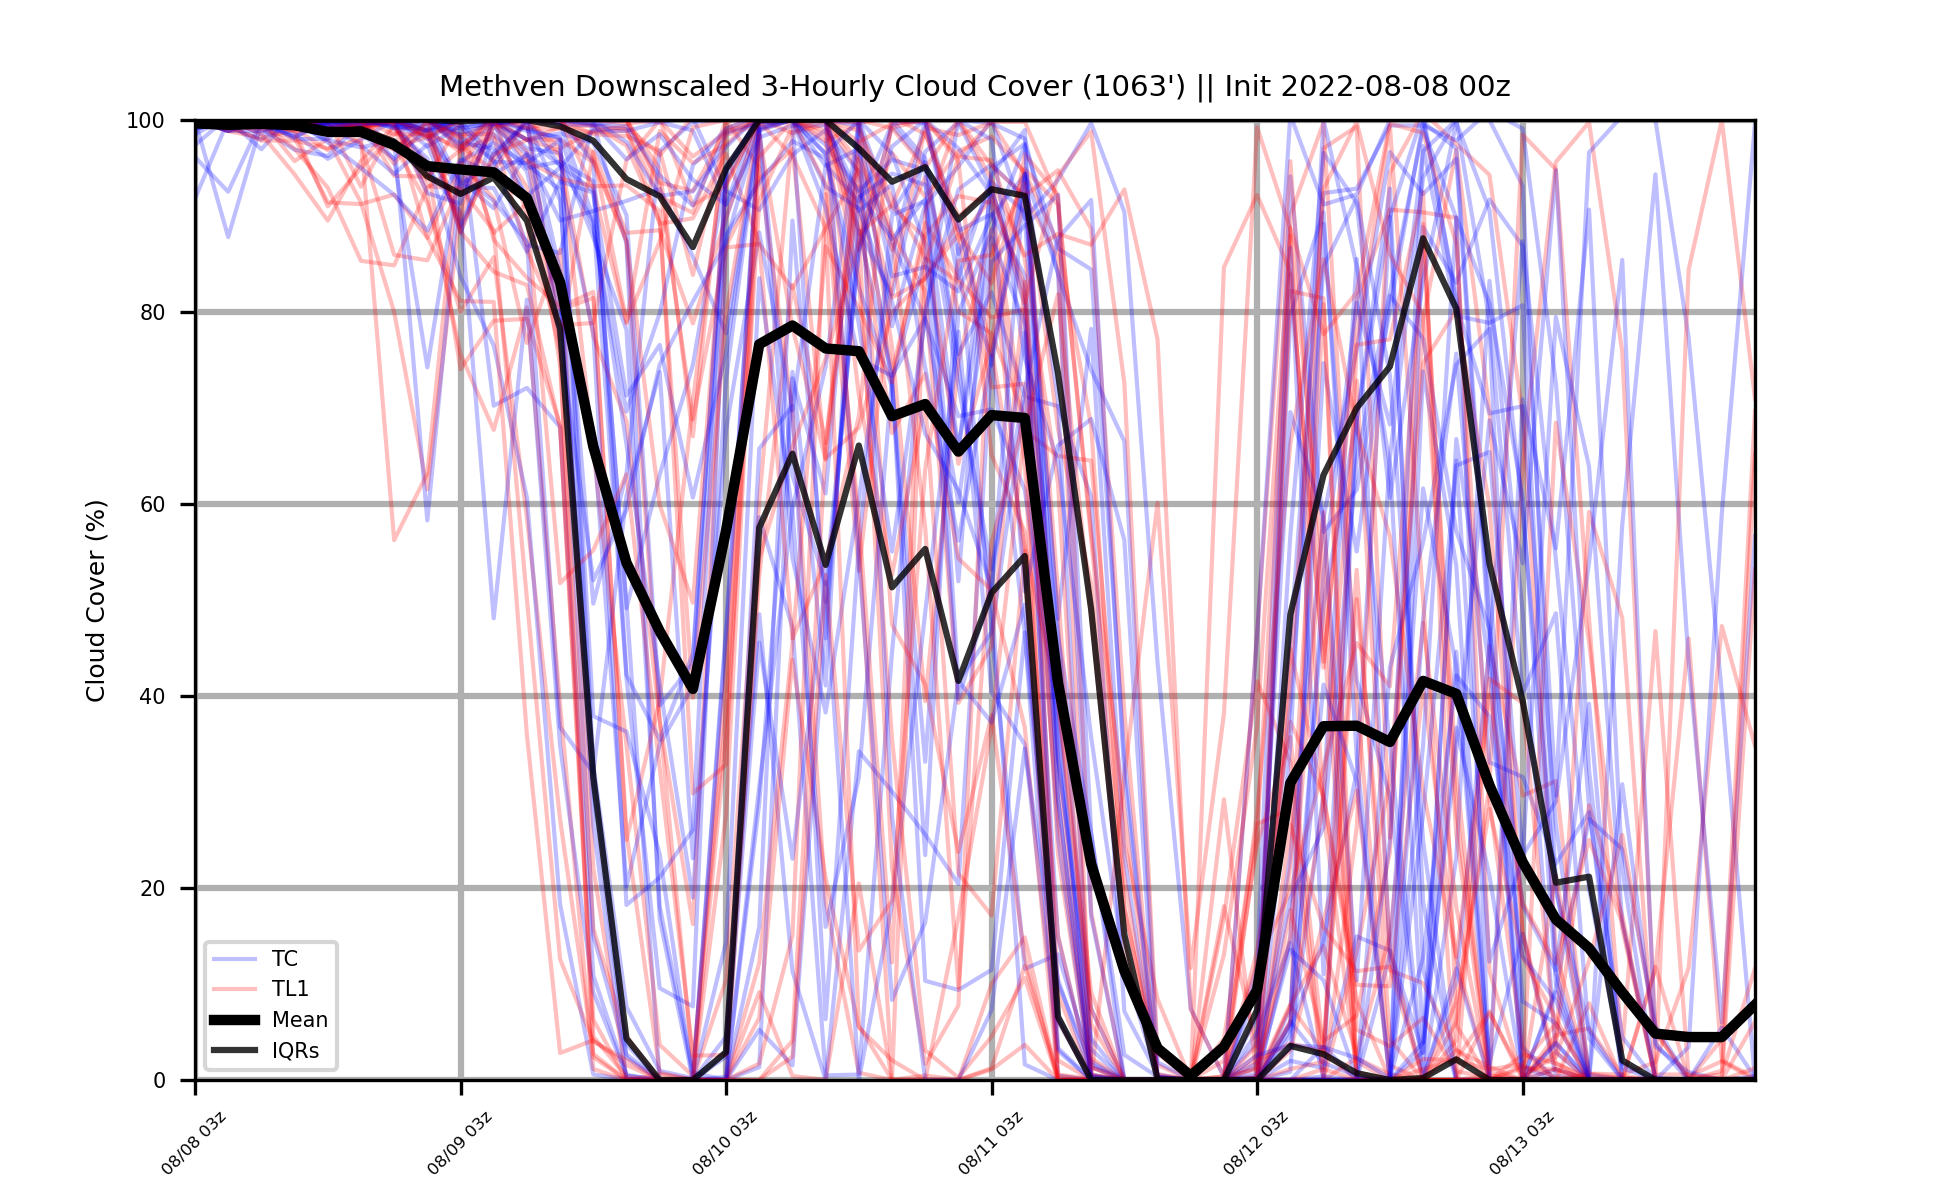 Methven Downscaled 3-Hourly Cloud Cover (1063') || Init 2022-08-08 00z
Cloud Cover (%)
100
80
60
40
20
0
TC
TL1
Mean
IQRs
08/08 03z
08/09 03z
08/10 03z
08/11 03z
08/12 03z
08/13 03z